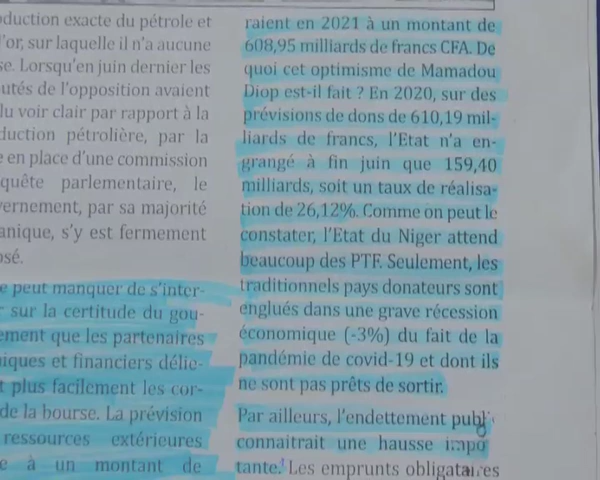 duction exacte du pétrole et
l'or, sur laquelle il n'a aucune
se. Lorsqu'en juin dernier les
utés de l'opposition avaient
lu voir clair par rapport à la
duction pétrolière, par la
e en place d'une commission
quête parlementaire, le
vernement, par sa majorité
anique, s'y est fermement
osé.
e peut manquer de s'inter-
r sur la certitude du gou-
ement que les partenaires
niques et financiers délie-
t plus facilement les cor-
de la bourse. La prévision
ressources extérieures
e à un montant de
raient en 2021 à un montant de
608,95 milliards de francs CFA. De
quoi cet optimisme de Mamadou
Diop est-il fait ? En 2020, sur des
prévisions de dons de 610,19 mil-
liards de francs, l'Etat n'a en-
grangé à fin juin que 159,40
milliards, soit un taux de réalisa-
tion de 26,12%. Comme on peut le
constater, l'Etat du Niger attend
beaucoup des PTF. Seulement, les
traditionnels pays donateurs sont
englués dans une grave récession
économique (-3%) du fait de la
pandémie de covid-19 et dont ils
ne sont pas prêts de sortir.
Par ailleurs, l'endettement publ
connaitrait une hausse impo
tante. Les emprunts obligataires